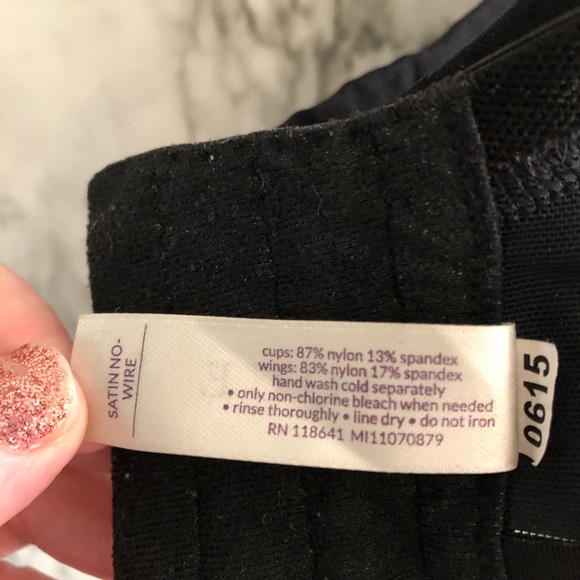 SATIN NO-
WIRE
cups: 87% nylon 13% spandex
wings: 83% nylon 17% spandex
hand wash cold separately
• only non-chlorine bleach when needed
• rinse thoroughly • line dry • do not iron
RN 118641 MI11070879
0615